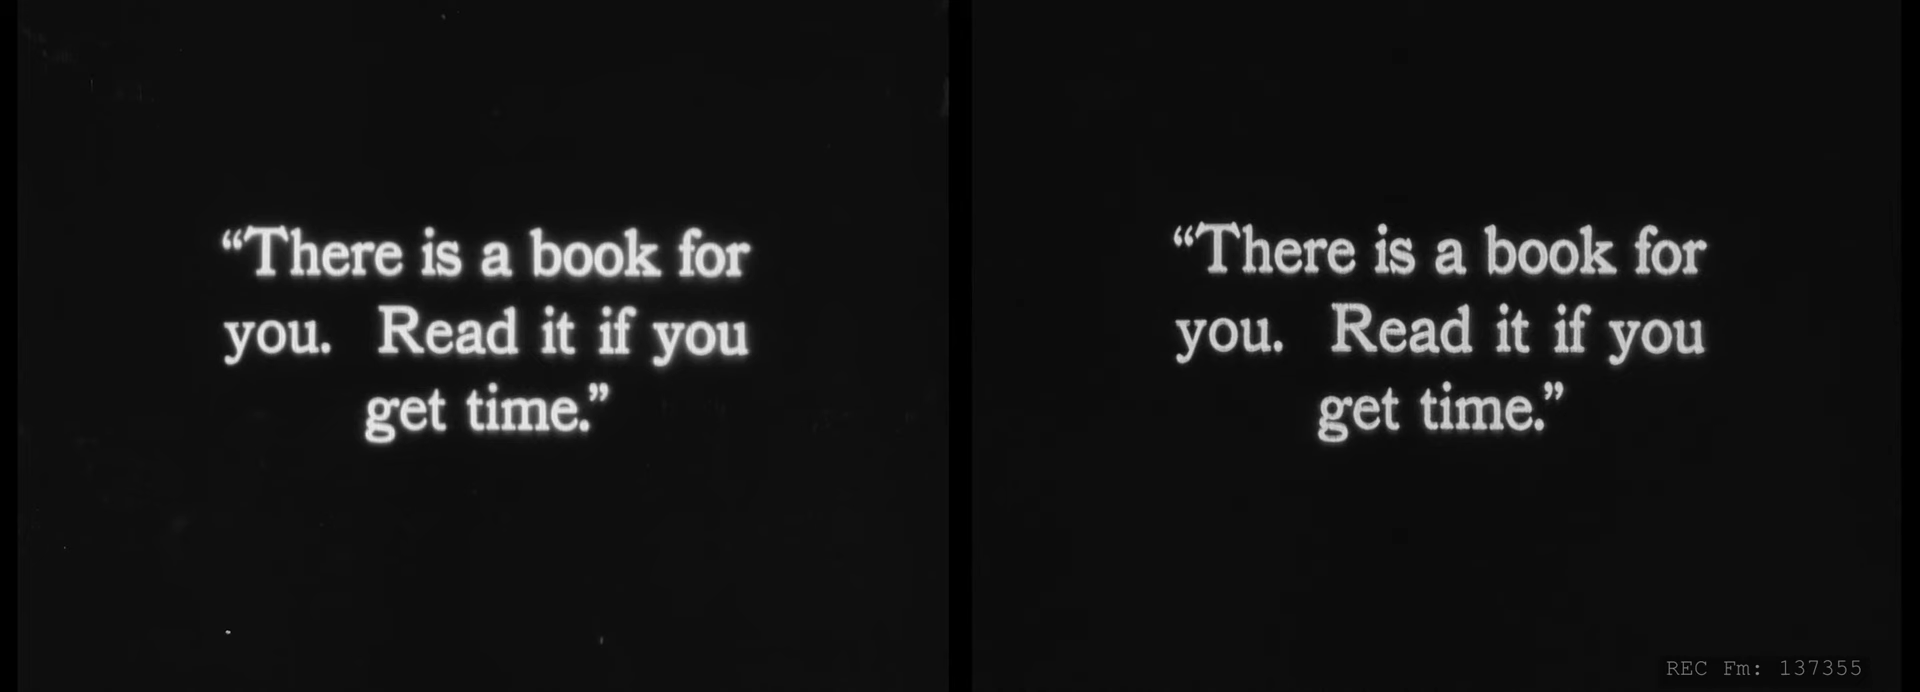 “There is a book for
you.  Read it if you
get time.”
“There is a book for
you.  Read it if you
get time.”
REC Fm: 137355